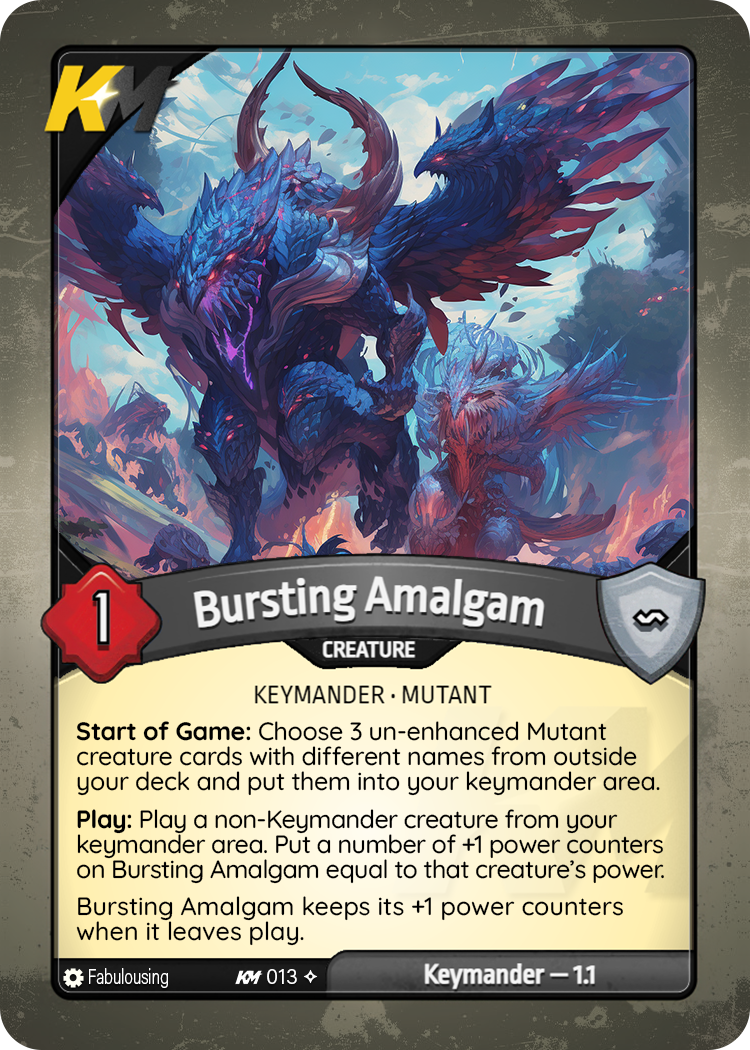 KM
1
Bursting Amalgam
CREATURE
KEYMANDER • MUTANT
Start of Game: Choose 3 un-enhanced Mutant
creature cards with different names from outside
your deck and put them into your keymander area.
Play: Play a non-Keymander creature from your
keymander area. Put a number of +1 power counters
on Bursting Amalgam equal to that creature's power.
Bursting Amalgam keeps its +1 power counters
when it leaves play.
Fabulousing KM 013 Keymander – 1.1